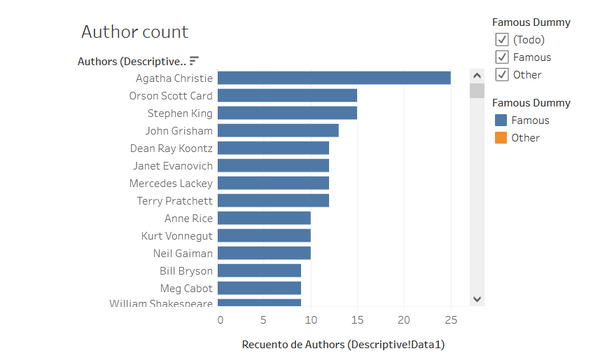 Author count
Authors (Descriptive..
Agatha Christie
Orson Scott Card
Stephen King
John Grisham
Dean Ray Koontz
Janet Evanovich
Mercedes Lackey
Terry Pratchett
Anne Rice
Kurt Vonnegut
Neil Gaiman
Bill Bryson
Meg Cabot
William Shakespeare
0 5 10 15 20 25
Recuento de Authors (Descriptive!Data1)
Famous Dummy
(Todo)
Famous
Other
Famous Dummy
Famous
Other